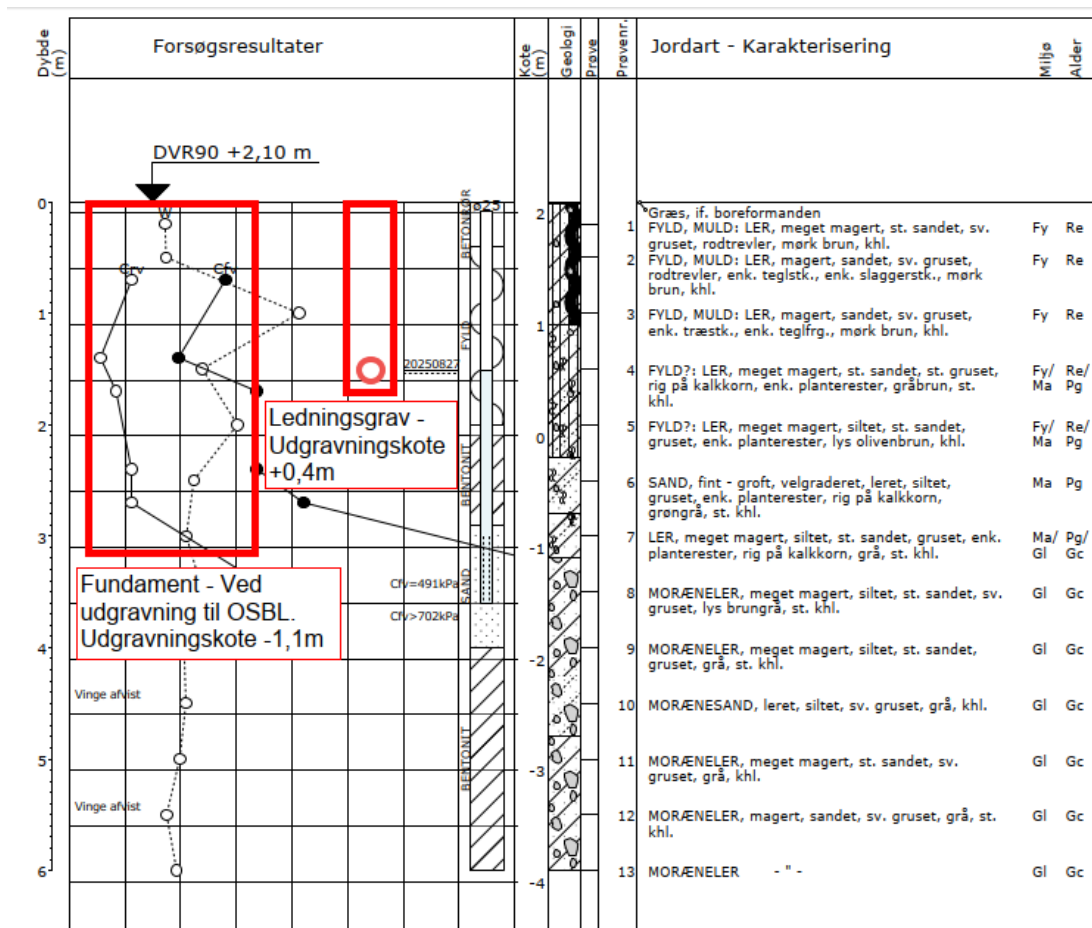 Dybde
(m)
Forsøgsresultater
Kote
(m)
Geologi
Prøve
Prøvenr.
Jordart - Karakterisering
Miljø
Alder
DVR90 +2,10 m
0
1
2
3
4
5
6
W
Crv
Cfv
20250827
Cfv=491kPa
Cfv>702kPa
Vinge afvist
Vinge afvist
Ledningsgrav -
Udgravningskote
+0,4m
Fundament - Ved
udgravning til OSBL.
Udgravningskote -1,1m
ø25
BETONRØR
FYLD
BENTONIT
SAND
BENTONIT
2
1
0
-1
-2
-3
-4
Græs, if. boreformanden
1 FYLD, MULD: LER, meget magert, st. sandet, sv. Fy Re
gruset, rodtrevler, mørk brun, khl.
2 FYLD, MULD: LER, magert, sandet, sv. gruset, Fy Re
rodtrevler, enk. teglstk., enk. slaggerstk., mørk
brun, khl.
3 FYLD, MULD: LER, magert, sandet, sv. gruset, Fy Re
enk. træstk., enk. teglfrg., mørk brun, khl.
4 FYLD?: LER, meget magert, st. sandet, st. gruset, Fy/ Re/
rig på kalkkorn, enk. planterester, gråbrun, st. Ma Pg
khl.
5 FYLD?: LER, meget magert, siltet, st. sandet, Fy/ Re/
gruset, enk. planterester, lys olivenbrun, khl. Ma Pg
6 SAND, fint - groft, velgraderet, leret, siltet, Ma Pg
gruset, enk. planterester, rig på kalkkorn,
grøngrå, st. khl.
7 LER, meget magert, siltet, st. sandet, gruset, enk. Ma/ Pg/
planterester, rig på kalkkorn, grå, st. khl. Gl Gc
8 MORÆNELER, meget magert, siltet, st. sandet, sv. Gl Gc
gruset, lys brungrå, st. khl.
9 MORÆNELER, meget magert, siltet, st. sandet, Gl Gc
gruset, grå, st. khl.
10 MORÆNESAND, leret, siltet, sv. gruset, grå, khl. Gl Gc
11 MORÆNELER, meget magert, st. sandet, sv. Gl Gc
gruset, grå, khl.
12 MORÆNELER, magert, sandet, sv. gruset, grå, st. Gl Gc
khl.
13 MORÆNELER - " - Gl Gc